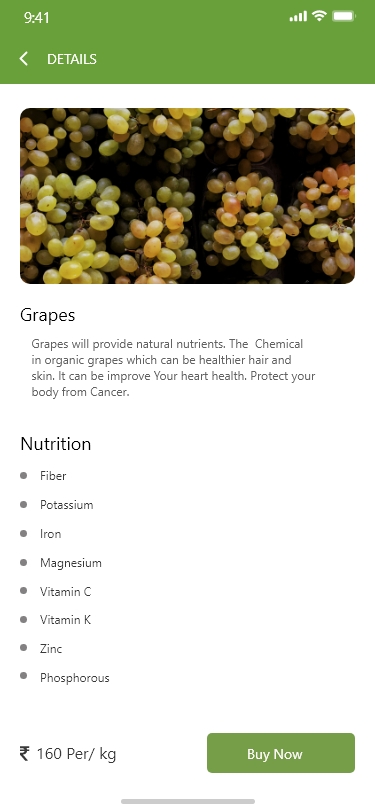 9:41
DETAILS
Grapes
Grapes will provide natural nutrients. The Chemical
in organic grapes which can be healthier hair and
skin. It can be improve Your heart health. Protect your
body from Cancer.
Nutrition
Fiber
Potassium
Iron
Magnesium
Vitamin C
Vitamin K
Zinc
Phosphorous
₹ 160 Per/ kg
Buy Now